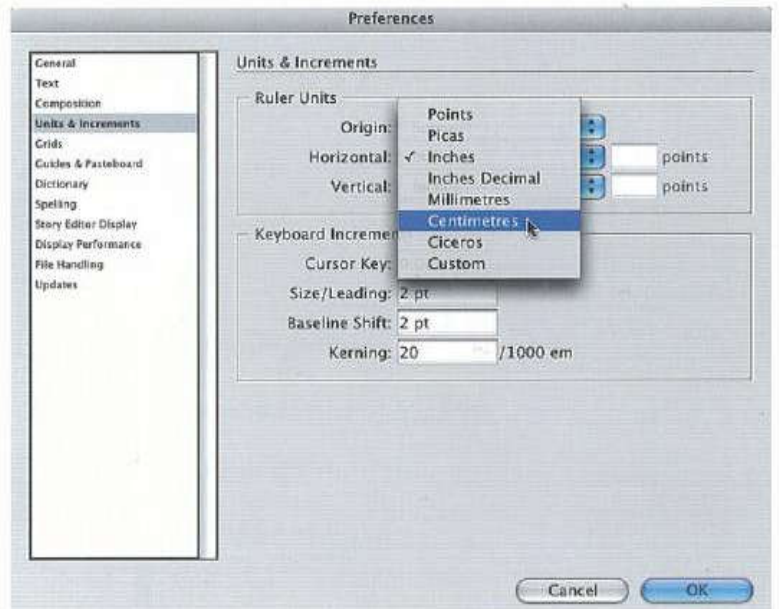 Preferences
General
Text
Composition
Units & Increments
Grids
Guides & Pasteboard
Dictionary
Spelling
Story Editor Display
Display Performance
File Handling
Updates
Units & Increments
Ruler Units
Origin:
Horizontal:
points
Vertical:
points
Points
Picas
✓ Inches
Inches Decimal
Millimetres
Centimetres
Ciceros
Custom
Keyboard Incremen
Cursor Key:
Size/Leading: 2 pt
Baseline Shift: 2 pt
Kerning: 20 /1000 em
Cancel
OK